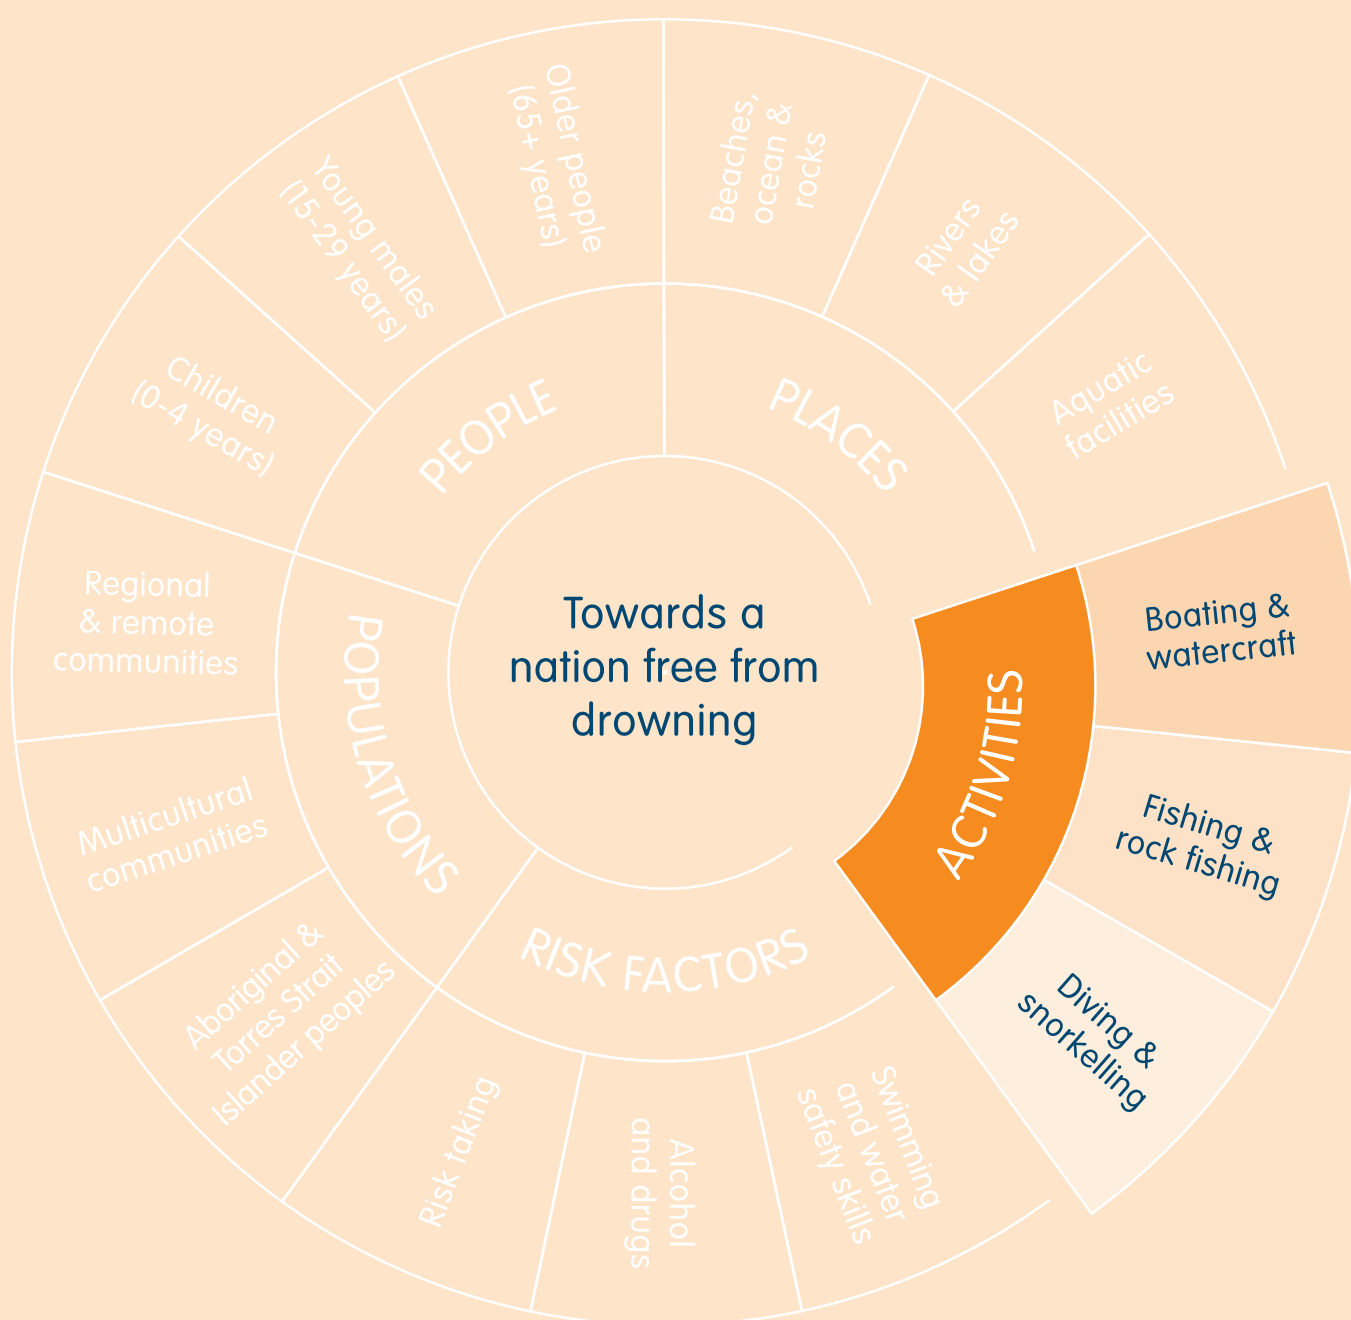 Towards a
nation free from
drowning
PEOPLE
Children
(0-4 years)
Young males
(15-29 years)
Older people
(65+ years)
PLACES
Beaches,
ocean &
rocks
Rivers
& lakes
Aquatic
facilities
ACTIVITIES
Boating &
watercraft
Fishing &
rock fishing
Diving &
snorkelling
RISK FACTORS
Swimming
and water
safety skills
Alcohol
and drugs
Risk taking
POPULATIONS
Aboriginal &
Torres Strait
Islander peoples
Multicultural
communities
Regional
& remote
communities